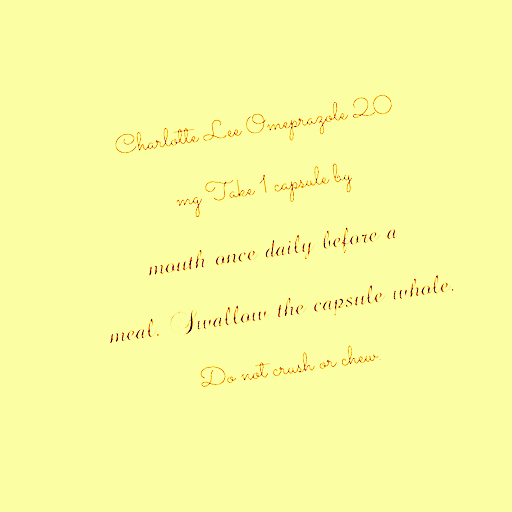 Charlotte Lee Omeprazole 20
mg Take 1 capsule by
mouth once daily before a
meal. Swallow the capsule whole.
Do not crush or chew.